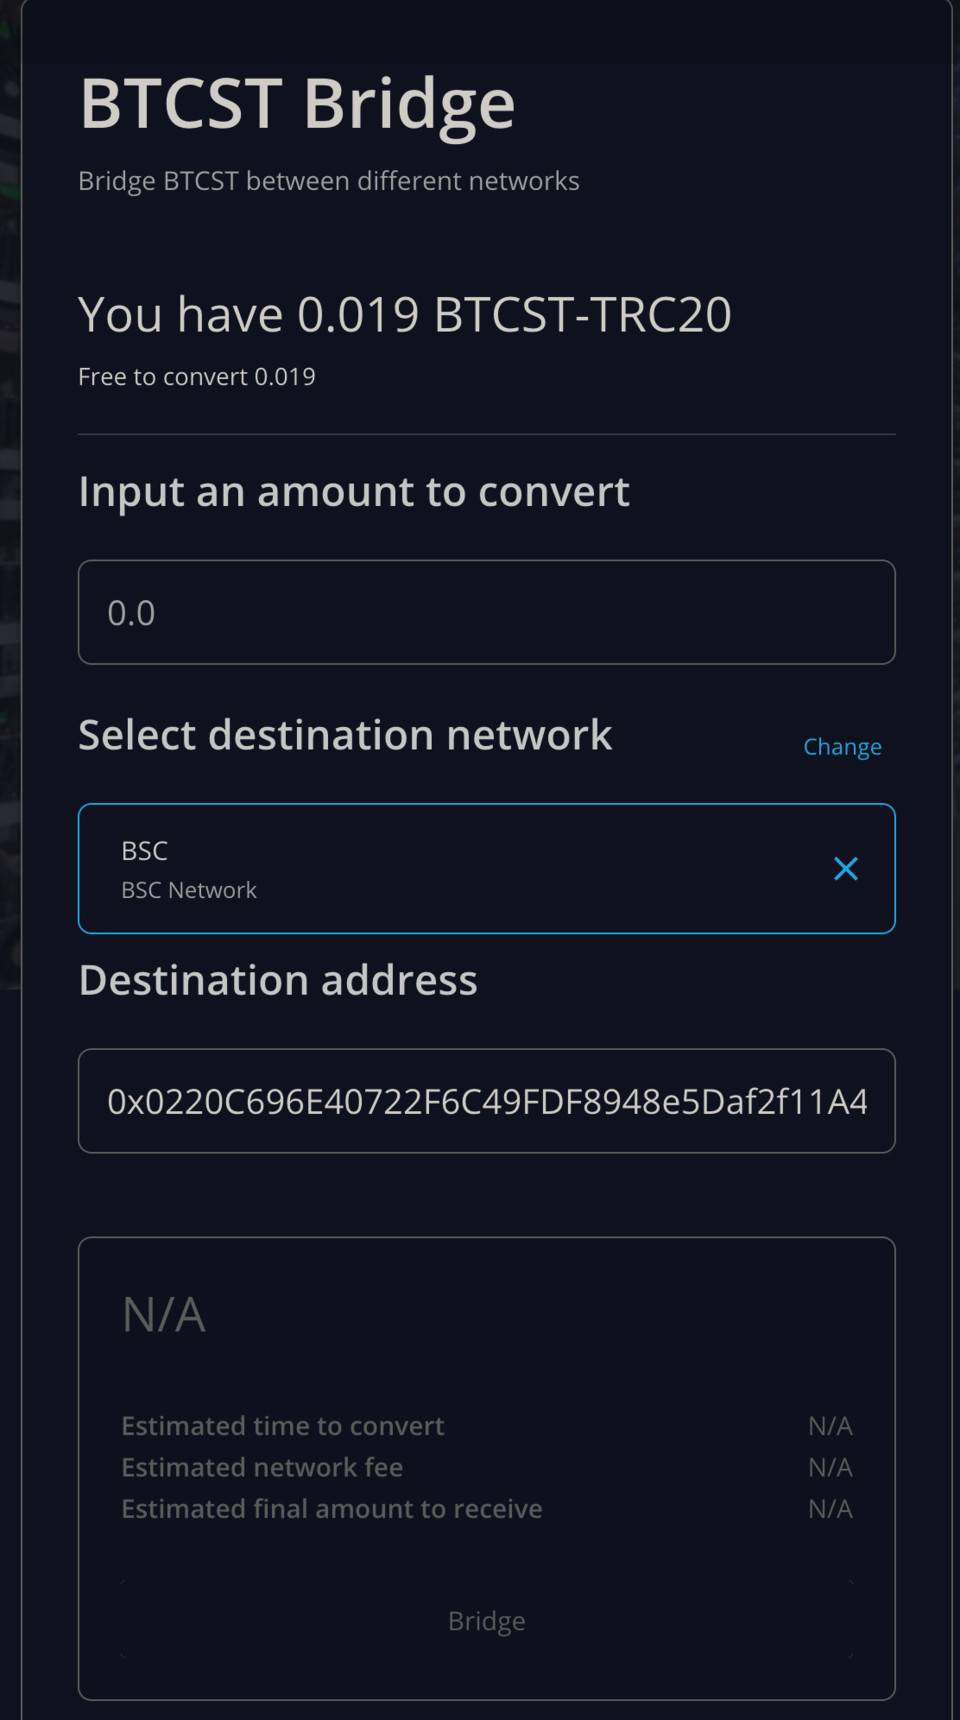 BTCST Bridge
Bridge BTCST between different networks
You have 0.019 BTCST-TRC20
Free to convert 0.019
Input an amount to convert
0.0
Select destination network
Change
BSC
BSC Network
Destination address
0x0220C696E40722F6C49FDF8948e5Daf2f11A4
N/A
Estimated time to convert N/A
Estimated network fee N/A
Estimated final amount to receive N/A
Bridge